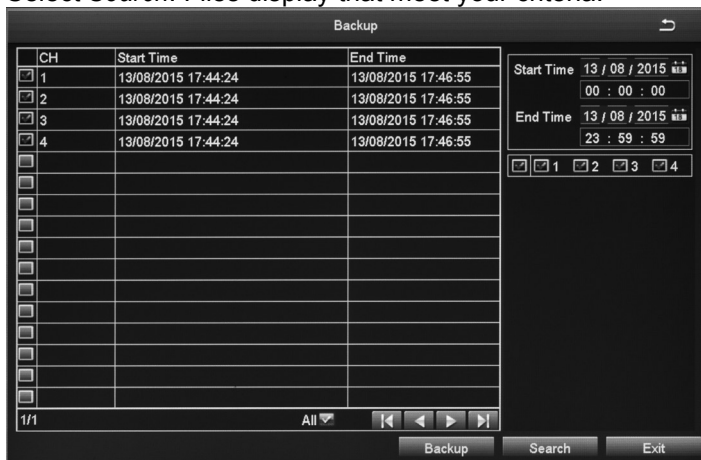 Select Search. Files display that meet your criteria.
Backup
CH Start Time End Time
1 13/08/2015 17:44:24 13/08/2015 17:46:55
2 13/08/2015 17:44:24 13/08/2015 17:46:55
3 13/08/2015 17:44:24 13/08/2015 17:46:55
4 13/08/2015 17:44:24 13/08/2015 17:46:55
Start Time 13 / 08 / 2015
00 : 00 : 00
End Time 13 / 08 / 2015
23 : 59 : 59
1 2 3 4
1/1 All
Backup Search Exit